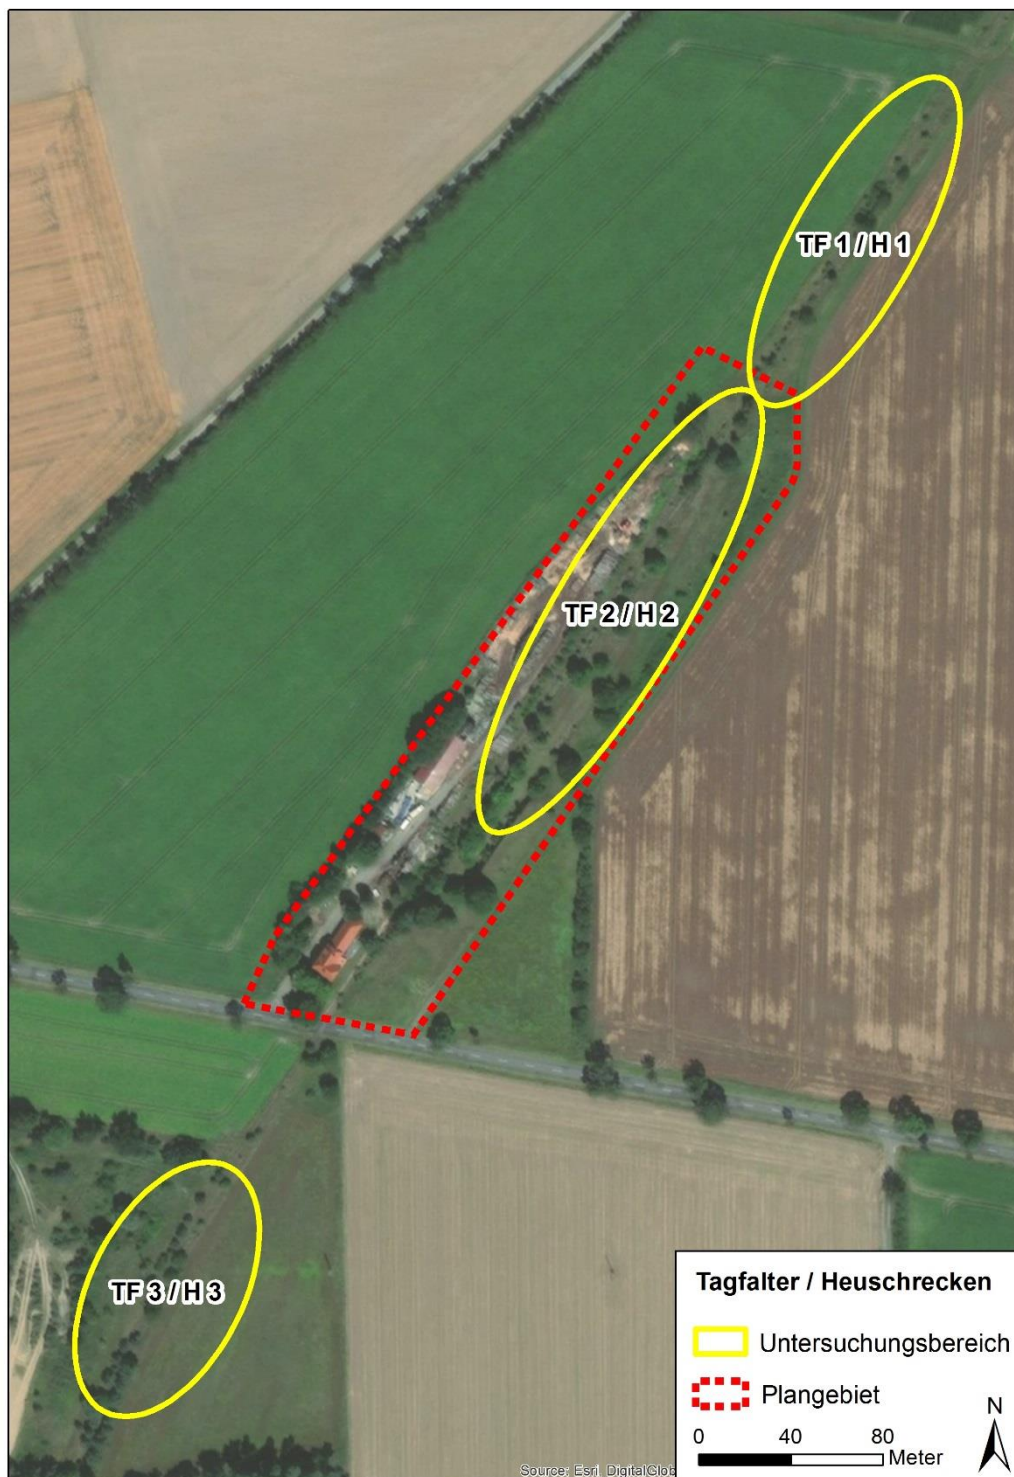 TF 1 / H 1
TF 2 / H 2
TF 3 / H 3
Tagfalter / Heuschrecken
Untersuchungsbereich
Plangebiet
N
0 40 80
Meter
Source: Esri, DigitalGlob